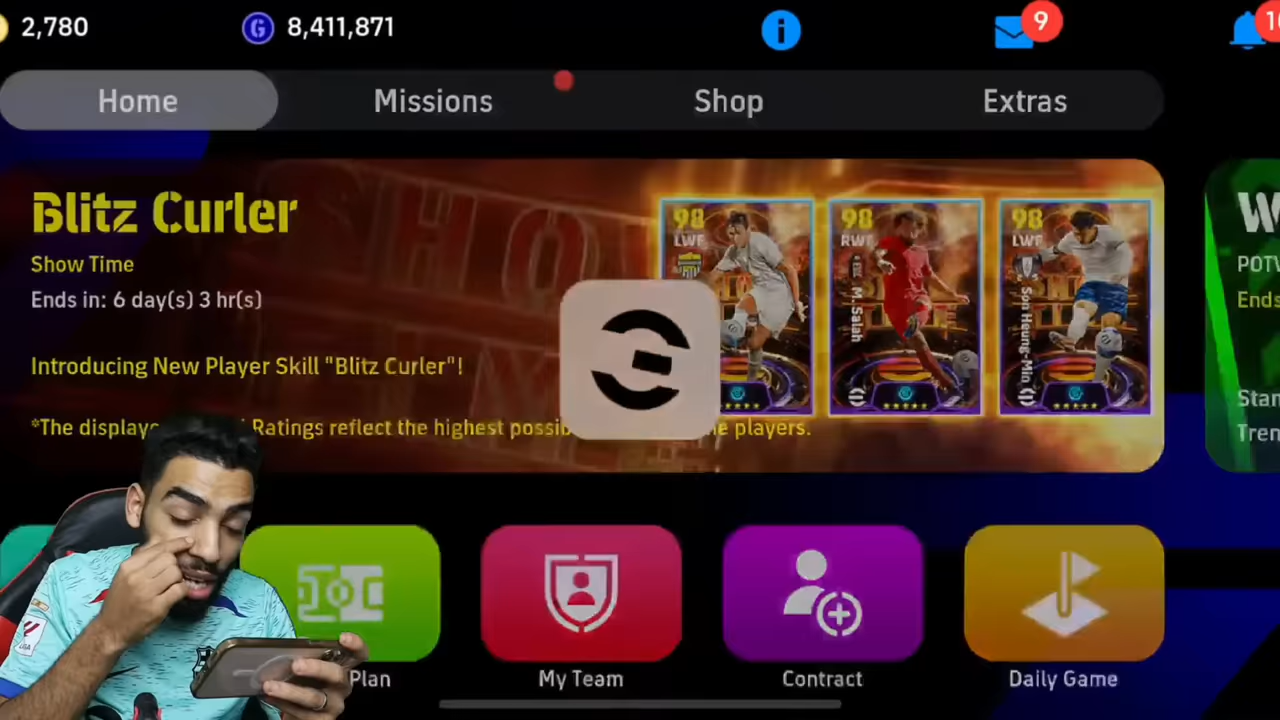 2,780
8,411,871
9
Home
Missions
Shop
Extras
Blitz Curler
Show Time
Ends in: 6 day(s) 3 hr(s)
Introducing New Player Skill "Blitz Curler"!
*The display Ratings reflect the highest possib e players.
98
LWF
98
RWF
M. Salah
98
LWF
Son Heung-Min
SHO
W
POTW
Ends
Stan
Tren
Plan
My Team
Contract
Daily Game